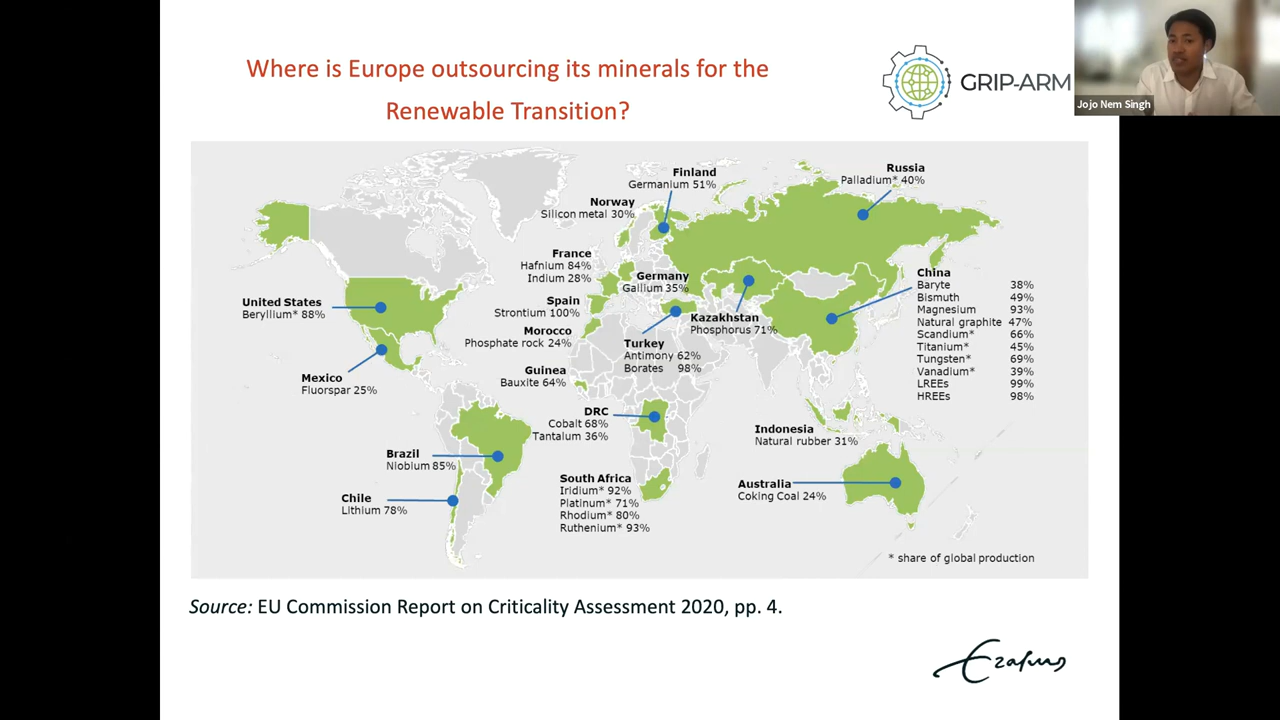 Where is Europe outsourcing its minerals for the
Renewable Transition?
GRIP-ARM
Jojo Nem Singh
Finland
Germanium 51%
Russia
Palladium* 40%
Norway
Silicon metal 30%
France
Hafnium 84%
Indium 28%
Germany
Gallium 35%
China
Baryte 38%
Bismuth 49%
Magnesium 93%
Natural graphite 47%
Scandium* 66%
Titanium* 45%
Tungsten* 69%
Vanadium* 39%
LREEs 99%
HREEs 98%
United States
Beryllium* 88%
Spain
Strontium 100%
Kazakhstan
Phosphorus 71%
Morocco
Phosphate rock 24%
Turkey
Antimony 62%
Borates 98%
Mexico
Fluorspar 25%
Guinea
Bauxite 64%
DRC
Cobalt 68%
Tantalum 36%
Indonesia
Natural rubber 31%
Brazil
Niobium 85%
South Africa
Iridium* 92%
Platinum* 71%
Rhodium* 80%
Ruthenium* 93%
Australia
Coking Coal 24%
Chile
Lithium 78%
* share of global production
Source: EU Commission Report on Criticality Assessment 2020, pp. 4.
Erasmus